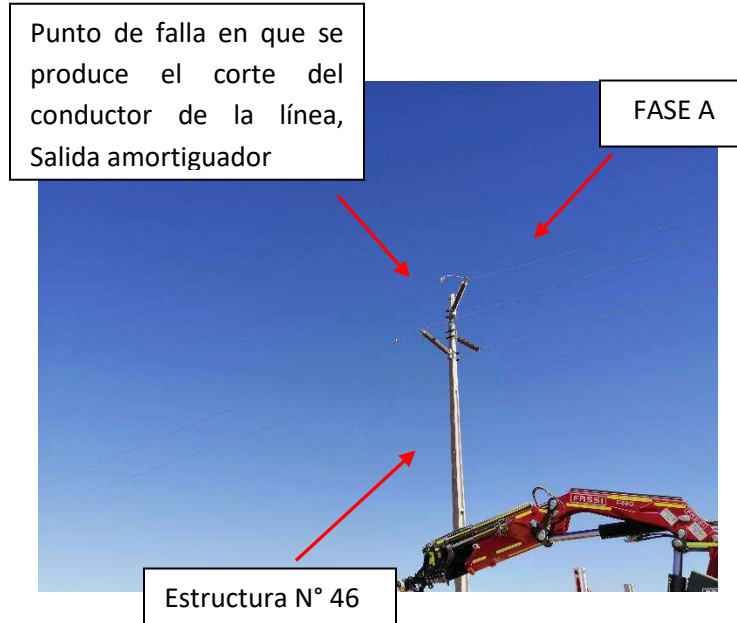 Punto de falla en que se
produce el corte del
conductor de la línea,
Salida amortiguador
FASE A
FASSI
Estructura N° 46